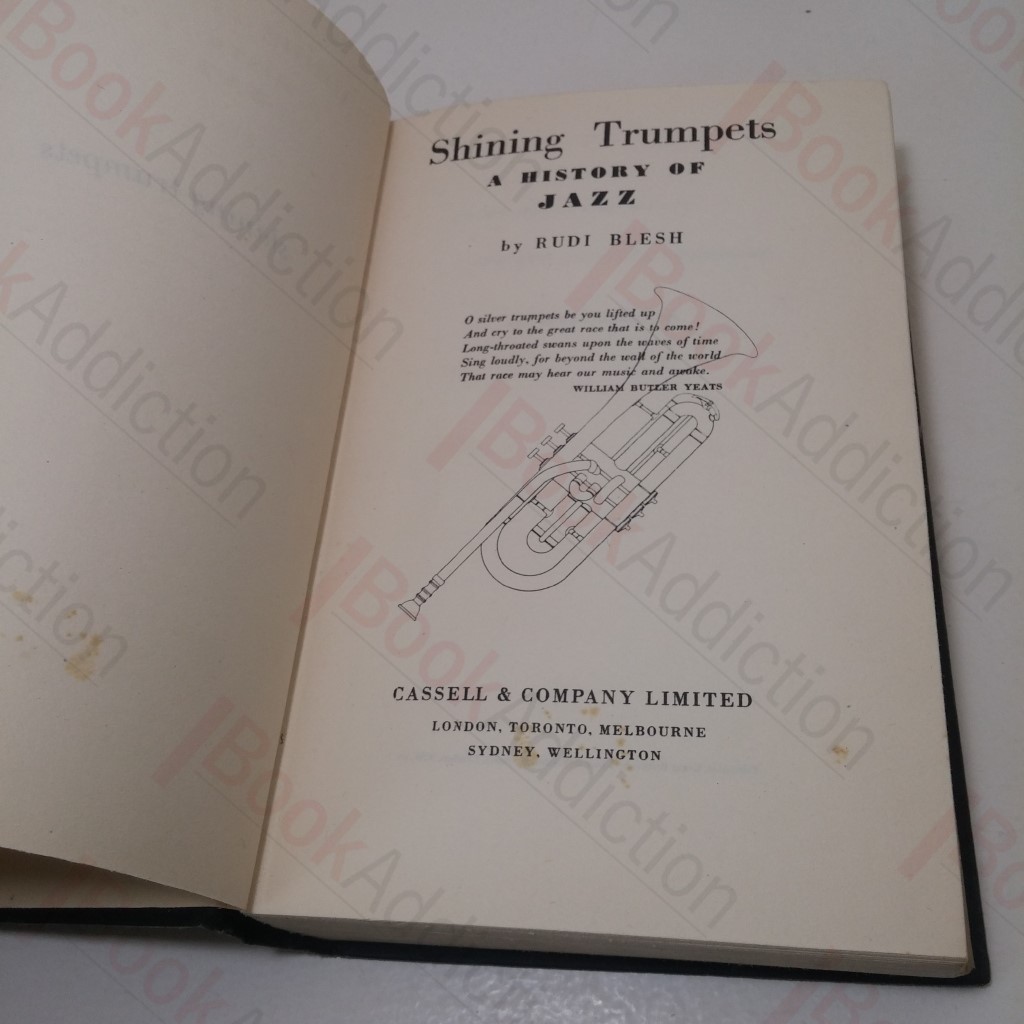 Shining Trumpets
A HISTORY OF
JAZZ
by RUDI BLESH
O silver trumpets be you lifted up
And cry to the great race that is to come!
Long-throated swans upon the waves of time
Sing loudly, for beyond the wall of the world
That race may hear our music and awake.
WILLIAM BUTLER YEATS
CASSELL & COMPANY LIMITED
LONDON, TORONTO, MELBOURNE
SYDNEY, WELLINGTON
BookAddiction